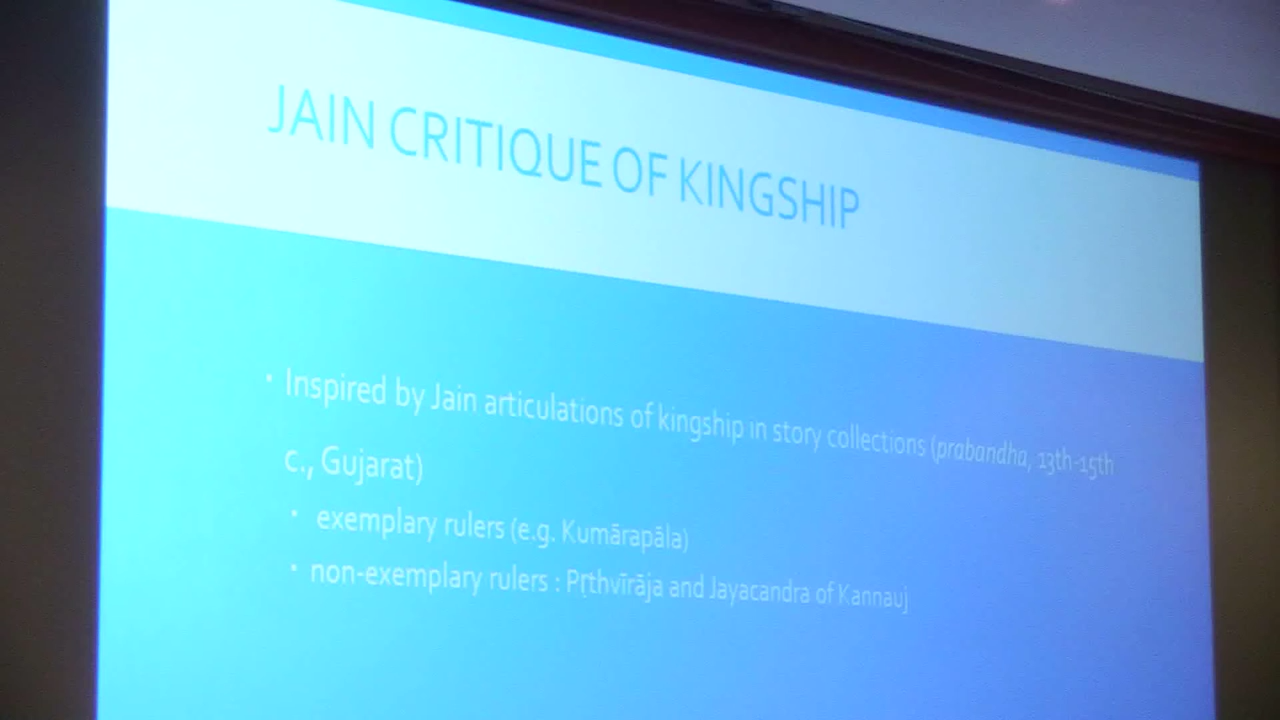 JAIN CRITIQUE OF KINGSHIP
· Inspired by Jain articulations of kingship in story collections (prabandha, 13th-15th
c., Gujarat)
· exemplary rulers (e.g. Kumārapāla)
· non-exemplary rulers : Pṛthvīrāja and Jayacandra of Kannauj